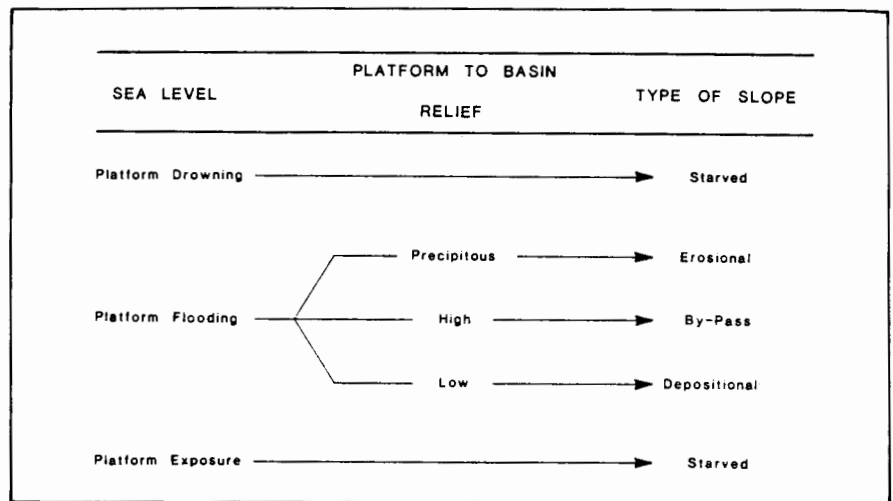 PLATFORM TO BASIN
SEA LEVEL RELIEF TYPE OF SLOPE
Platform Drowning Starved
Precipitous Erosional
Platform Flooding High By-Pass
Low Depositional
Platform Exposure Starved